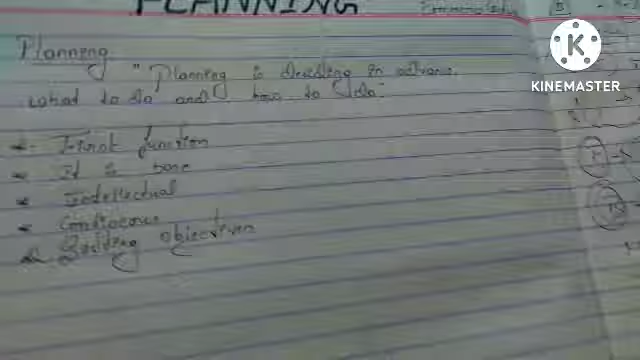 PLANNING
Planning
"Planning is deciding in advance
what to do and how to do"
First function
It is base
Intellectual
Continuous
Guiding objectives
K
KINEMASTER